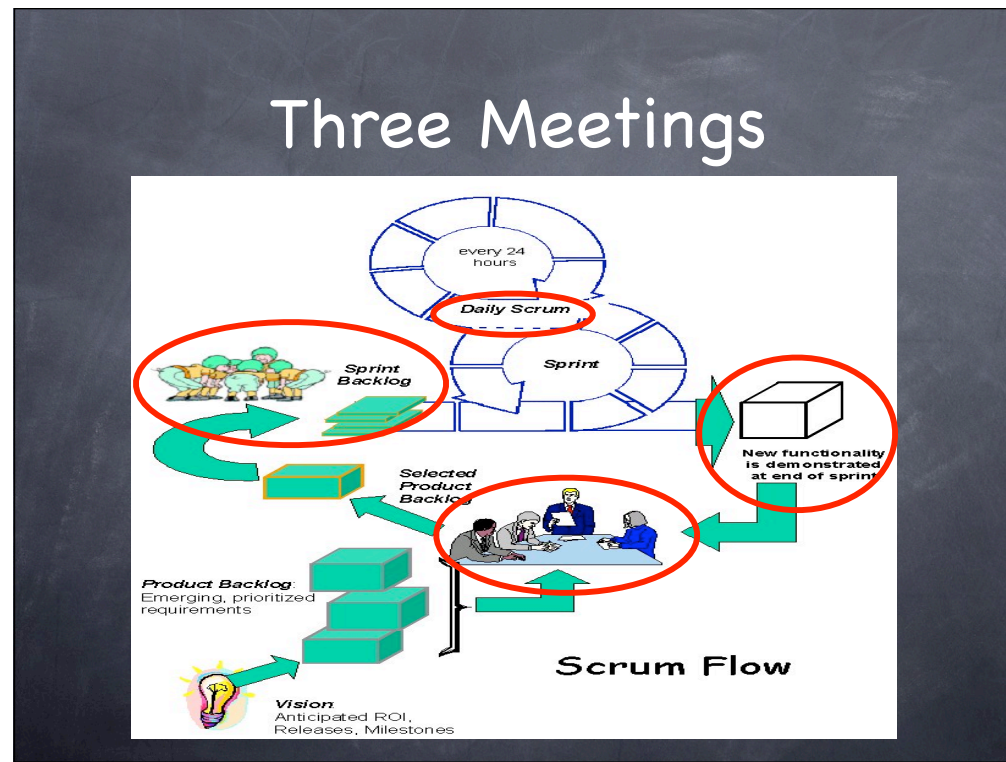 Three Meetings
every 24
hours
Daily Scrum
Sprint
Sprint
Backlog
New functionality
is demonstrated
at end of sprint
Selected
Product
Backlog
Product Backlog:
Emerging, prioritized
requirements
Scrum Flow
Vision:
Anticipated ROI,
Releases, Milestones